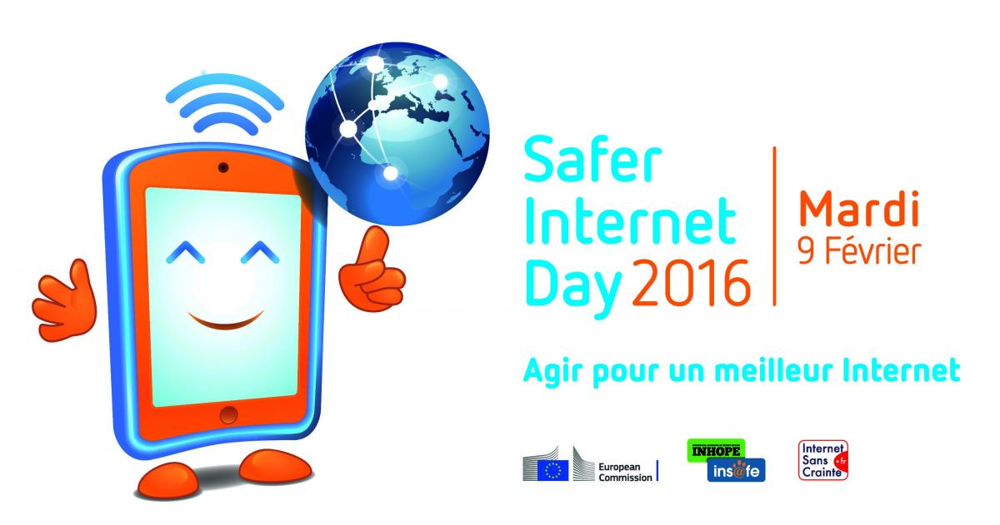 Safer
Internet
Day 2016
Mardi
9 Février
Agir pour un meilleur Internet
European
Commission
INHOPE
ins@fe
Internet
Sans
.fr
Crainte